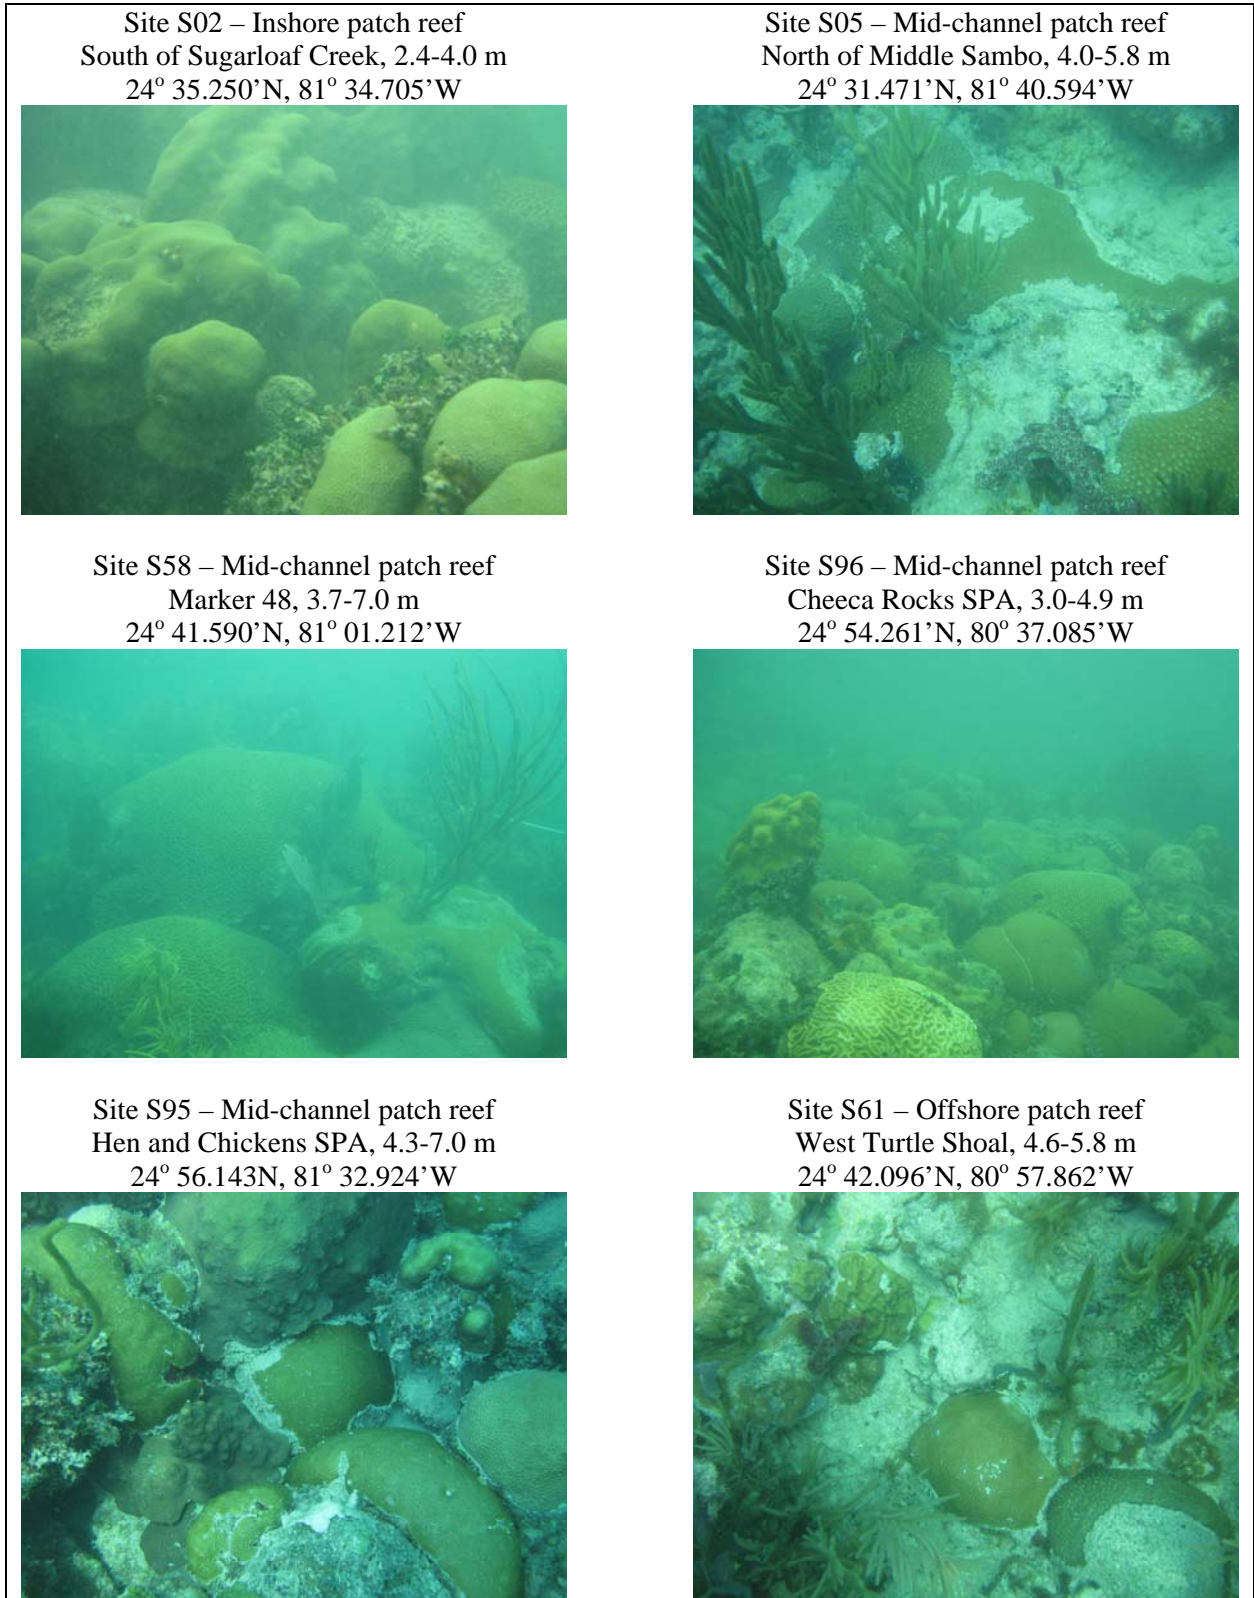 Site S02 – Inshore patch reef
South of Sugarloaf Creek, 2.4-4.0 m
24° 35.250’N, 81° 34.705’W
Site S05 – Mid-channel patch reef
North of Middle Sambo, 4.0-5.8 m
24° 31.471’N, 81° 40.594’W
Site S58 – Mid-channel patch reef
Marker 48, 3.7-7.0 m
24° 41.590’N, 81° 01.212’W
Site S96 – Mid-channel patch reef
Cheeca Rocks SPA, 3.0-4.9 m
24° 54.261’N, 80° 37.085’W
Site S95 – Mid-channel patch reef
Hen and Chickens SPA, 4.3-7.0 m
24° 56.143N, 81° 32.924’W
Site S61 – Offshore patch reef
West Turtle Shoal, 4.6-5.8 m
24° 42.096’N, 80° 57.862’W